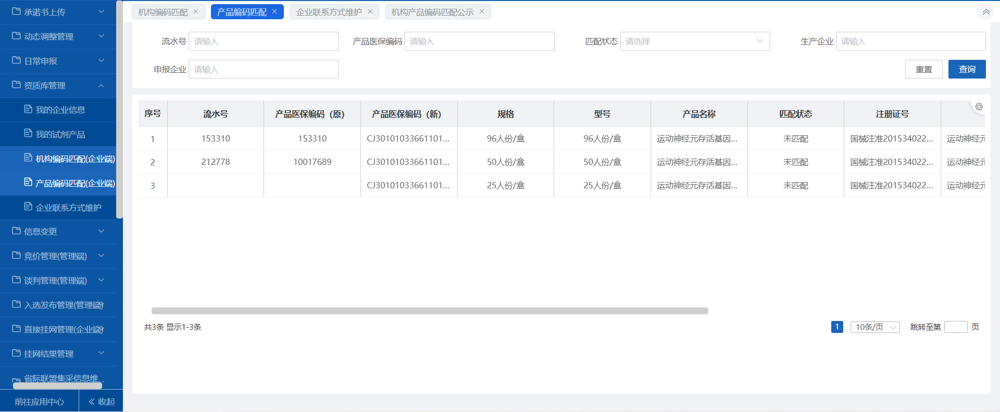 承诺书上传
动态调整管理
日常申报
资质库管理
我的企业信息
我的试剂产品
机构编码匹配(企业端)
产品编码匹配(企业端)
企业联系方式维护
信息变更
竞价管理(管理端)
谈判管理(管理端)
入选发布管理(管理端)
直接挂网管理(企业端)
挂网结果管理
省际联盟集采信息维
前往应用中心 收起
机构编码匹配 产品编码匹配 企业联系方式维护 机构产品编码匹配公示
流水号 请输入 产品医保编码 请输入 匹配状态 请选择 生产企业 请输入
申报企业 请输入 重置 查询
序号 流水号 产品医保编码（原） 产品医保编码（新） 规格 型号 产品名称 匹配状态 注册证号
1 153310 153310 CJ30101033661101... 96人份/盒 96人份/盒 运动神经元存活基因... 未匹配 国械注准201534022... 运动神经元
2 212778 10017689 CJ30101033661101... 50人份/盒 50人份/盒 运动神经元存活基因... 未匹配 国械注准201534022... 运动神经元
3 CJ30101033661101... 25人份/盒 25人份/盒 运动神经元存活基因... 未匹配 国械注准201534022... 运动神经元
共3条 显示1-3条 1 10条/页 跳转至第 页